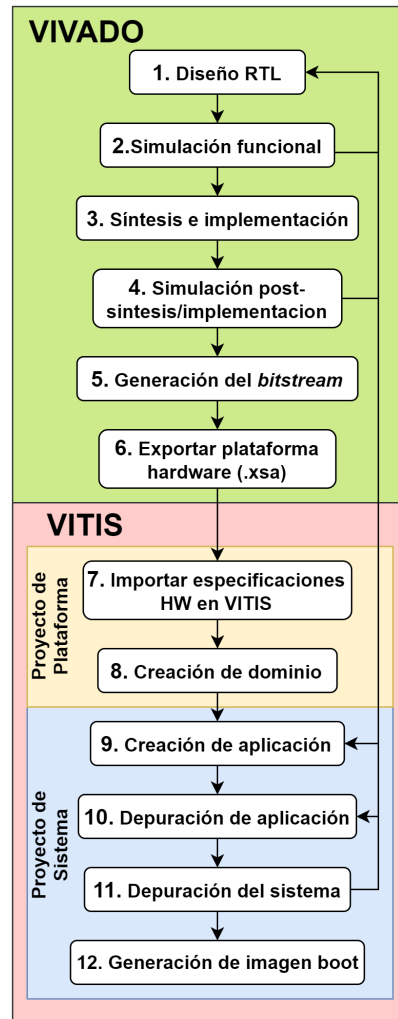 VIVADO
1. Diseño RTL
2.Simulación funcional
3. Síntesis e implementación
4. Simulación post-
sintesis/implementacion
5. Generación del bitstream
6. Exportar plataforma
hardware (.xsa)
VITIS
Proyecto de
Plataforma
7. Importar especificaciones
HW en VITIS
8. Creación de dominio
Proyecto de
Sistema
9. Creación de aplicación
10. Depuración de aplicación
11. Depuración del sistema
12. Generación de imagen boot